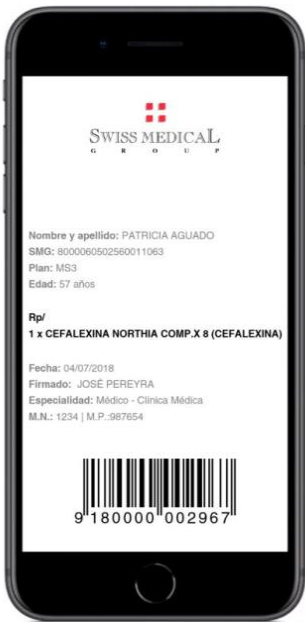 SWISS MEDICAL
G R O U P
Nombre y apellido: PATRICIA AGUADO
SMG: 8000060502560011063
Plan: MS3
Edad: 57 años
Rp/
1 x CEFALEXINA NORTHIA COMP.X 8 (CEFALEXINA)
Fecha: 04/07/2018
Firmado: JOSÉ PEREYRA
Especialidad: Médico - Clínica Médica
M.N.: 1234 | M.P.:987654
9 180000 002967